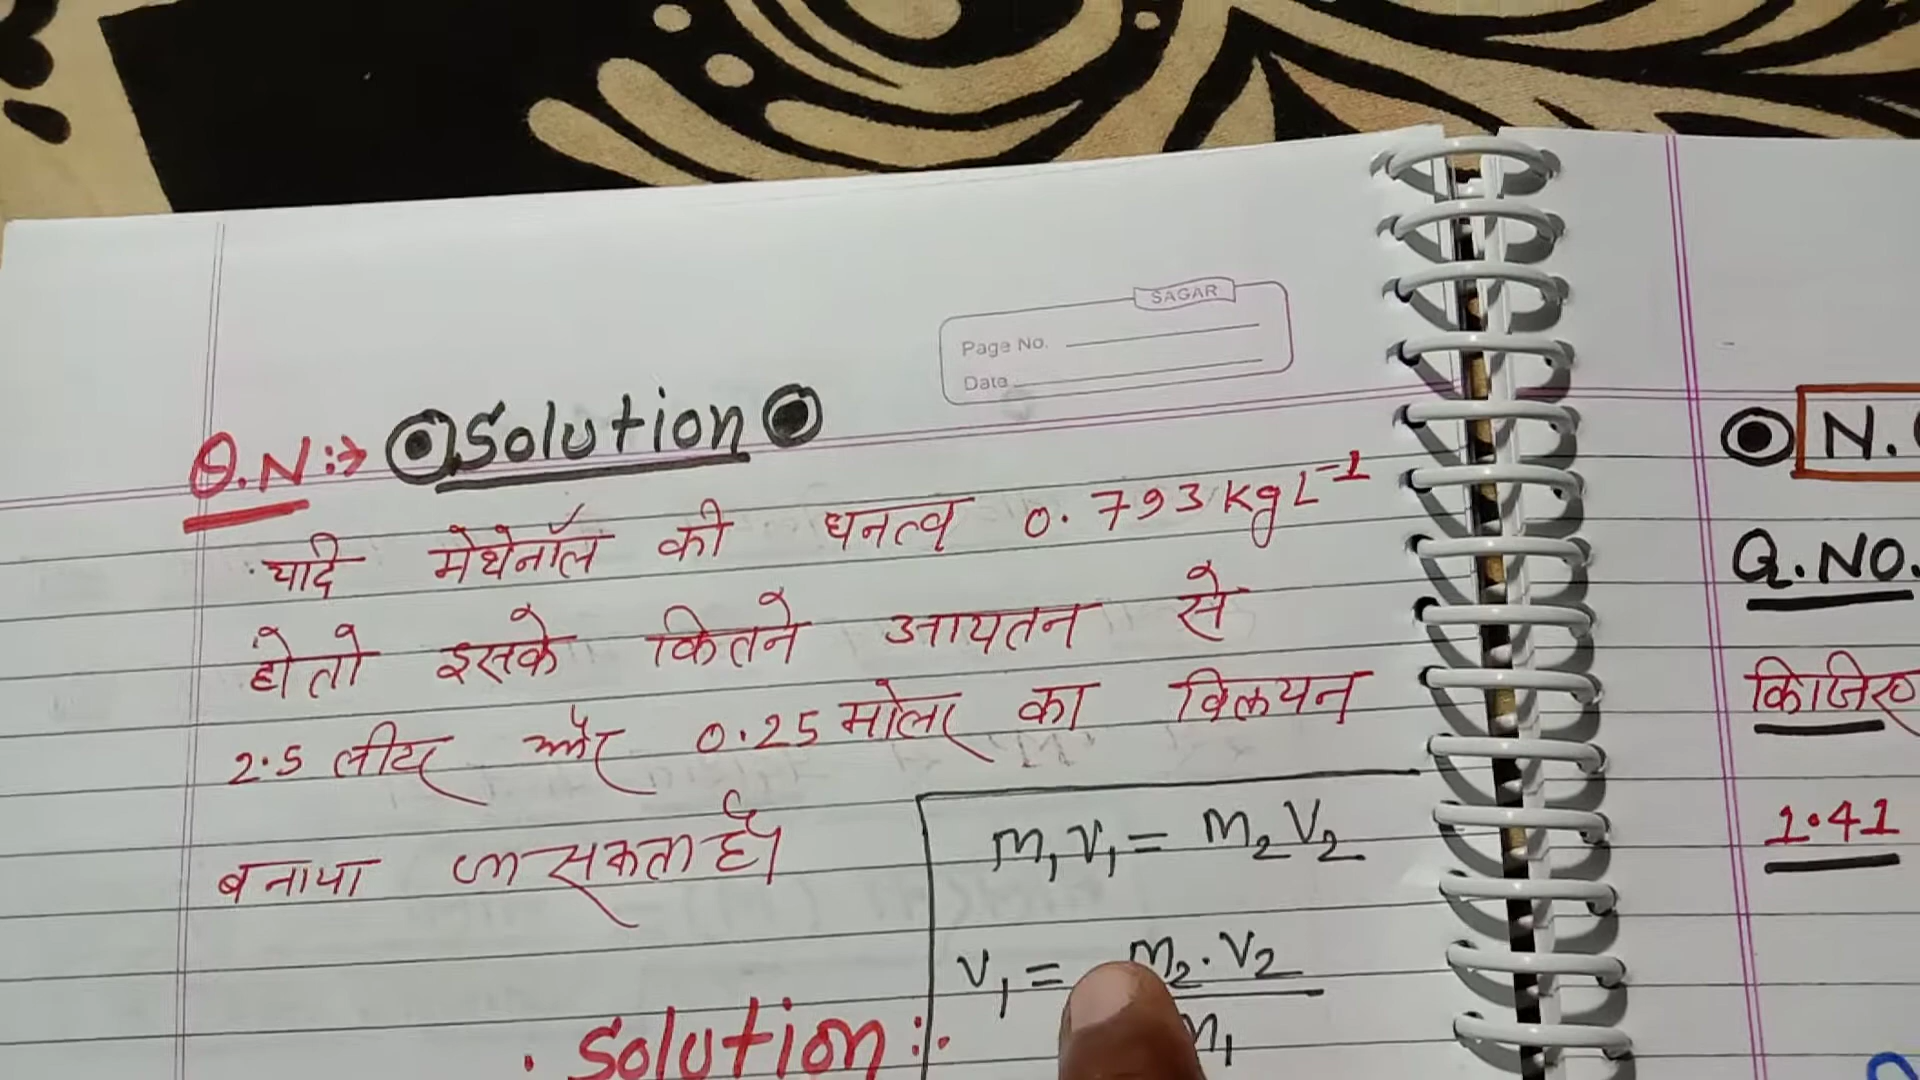 SAGAR
Page No.
Date
Q.N:→ Solution
यदि मेथेनॉल की घनत्व 0.793 kg L⁻¹
हो तो इसके कितने आयतन से
2.5 लीटर और 0.25 मोलर का विलयन
बनाया जा सकता है।
M₁V₁ = M₂V₂
V₁ = M₂.V₂
M₁
Solution:.
N.
Q.NO.
किजिए
1.41